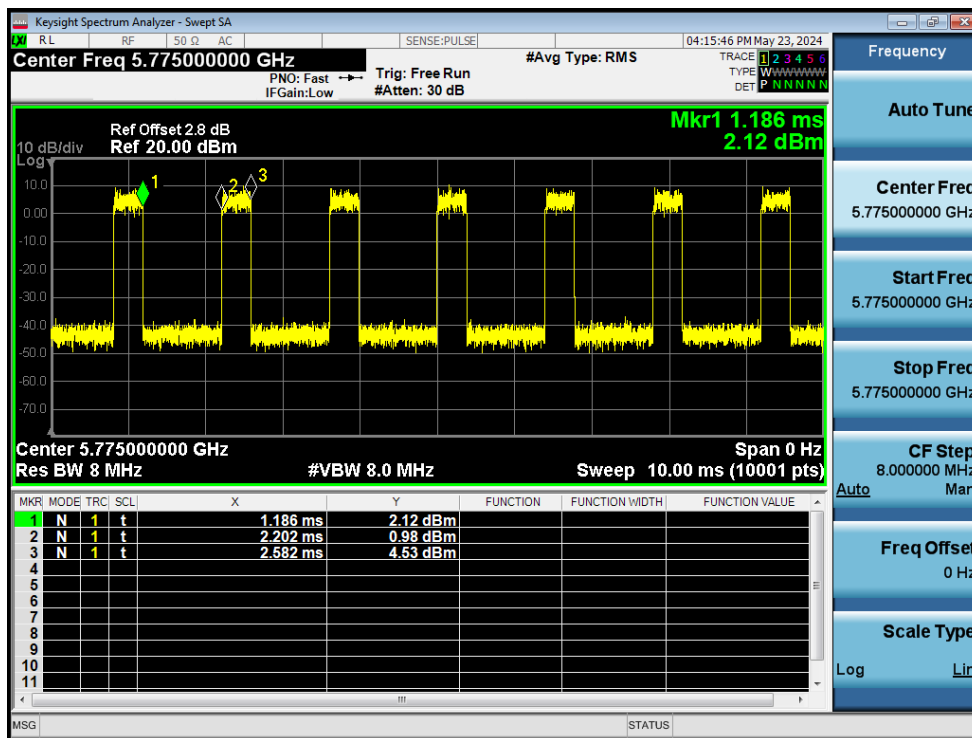 Keysight Spectrum Analyzer - Swept SA
LXI RL RF 50 Ω AC SENSE:PULSE 04:15:46 PM May 23, 2024
Center Freq 5.775000000 GHz
PNO: Fast
IFGain:Low
Trig: Free Run
#Atten: 30 dB
#Avg Type: RMS
TRACE 1 2 3 4 5 6
TYPE WWWWWW
DET P N N N N N
Ref Offset 2.8 dB
Ref 20.00 dBm
Mkr1 1.186 ms
2.12 dBm
10 dB/div
Log
10.0
0.00
-10.0
-20.0
-30.0
-40.0
-50.0
-60.0
-70.0
1
2
3
Center 5.775000000 GHz Span 0 Hz
Res BW 8 MHz #VBW 8.0 MHz Sweep 10.00 ms (10001 pts)
MKR MODE TRC SCL X Y FUNCTION FUNCTION WIDTH FUNCTION VALUE
1 N 1 t 1.186 ms 2.12 dBm
2 N 1 t 2.202 ms 0.98 dBm
3 N 1 t 2.582 ms 4.53 dBm
4
5
6
7
8
9
10
11
MSG STATUS
Frequency
Auto Tune
Center Freq
5.775000000 GHz
Start Freq
5.775000000 GHz
Stop Freq
5.775000000 GHz
CF Step
8.000000 MHz
Auto Man
Freq Offset
0 Hz
Scale Type
Log Lin